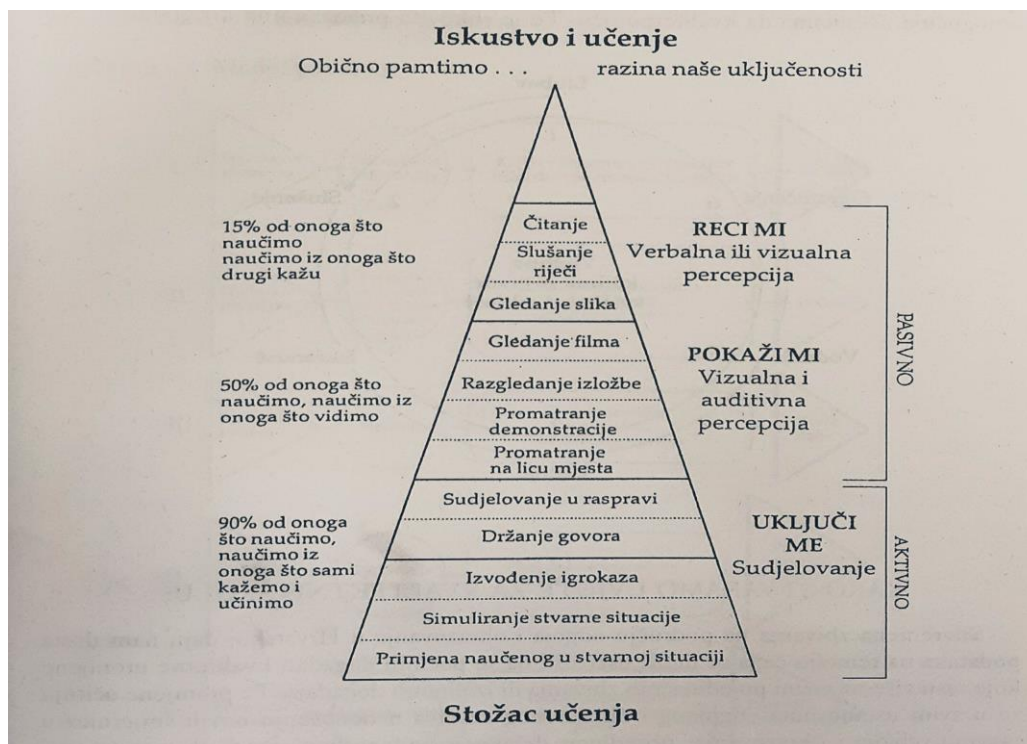 Iskustvo i učenje
Obično pamtimo . . . razina naše uključenosti
15% od onoga što
naučimo
naučimo iz onoga što
drugi kažu
50% od onoga što
naučimo, naučimo iz
onoga što vidimo
90% od onoga
što naučimo,
naučimo iz
onoga što sami
kažemo i
učinimo
Čitanje
Slušanje
riječi
Gledanje slika
Gledanje filma
Razgledanje izložbe
Promatranje
demonstracije
Promatranje
na licu mjesta
Sudjelovanje u raspravi
Držanje govora
Izvođenje igrokaza
Simuliranje stvarne situacije
Primjena naučenog u stvarnoj situaciji
RECI MI
Verbalna ili vizualna
percepcija
POKAŽI MI
Vizualna i
auditivna
percepcija
UKLJUČI
ME
Sudjelovanje
PASIVNO
AKTIVNO
Stožac učenja